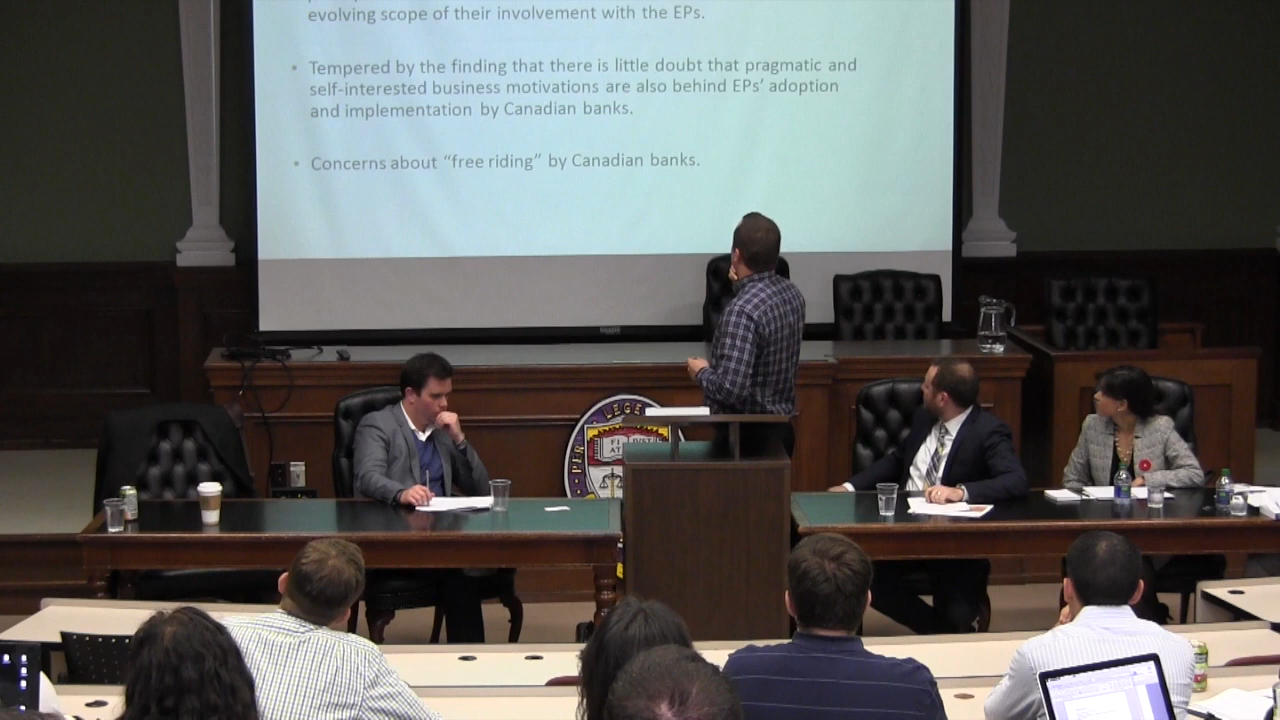 evolving scope of their involvement with the EPs.
• Tempered by the finding that there is little doubt that pragmatic and
self-interested business motivations are also behind EPs' adoption
and implementation by Canadian banks.
• Concerns about “free riding” by Canadian banks.
PER LEGE